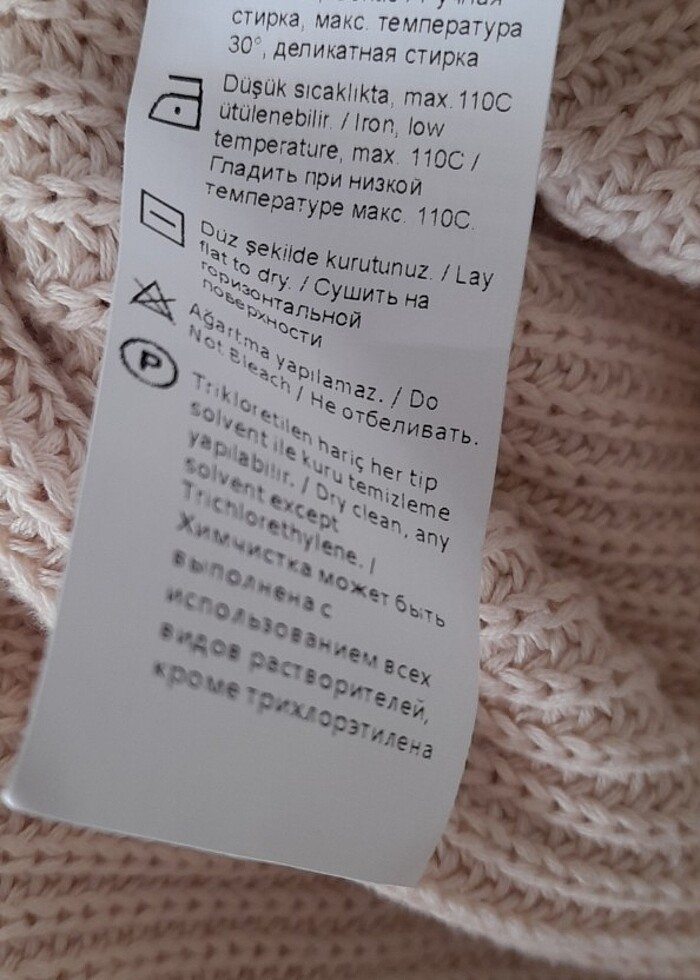 ручная
стирка, макс. температура
30°, деликатная стирка
Düşük sıcaklıkta, max. 110C
ütülenebilir. / Iron, low
temperature, max. 110C /
Гладить при низкой
температуре макс. 110С.
Düz şekilde kurutunuz. / Lay
flat to dry. / Сушить на
горизонтальной
поверхности
Ağartma yapılamaz. / Do
Not Bleach / Не отбеливать.
P
Trikloretilen hariç her tip
solvent ile kuru temizleme
yapılabilir. / Dry clean, any
solvent except
Trichlorethylene. /
Химчистка может быть
выполнена с
использованием всех
видов растворителей,
кроме трихлорэтилена